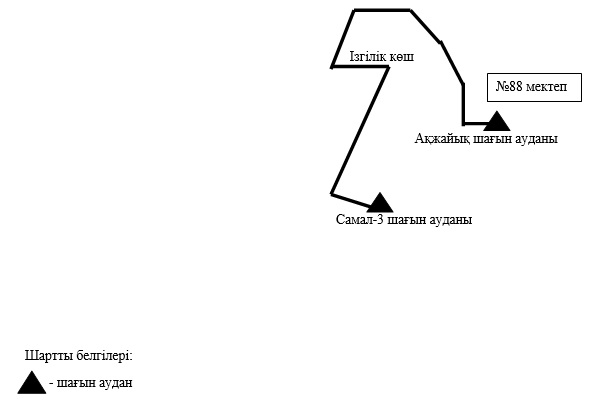 Ізгілік көш
№88 мектеп
Ақжайық шағын ауданы
Самал-3 шағын ауданы
Шартты белгілері:
- шағын аудан